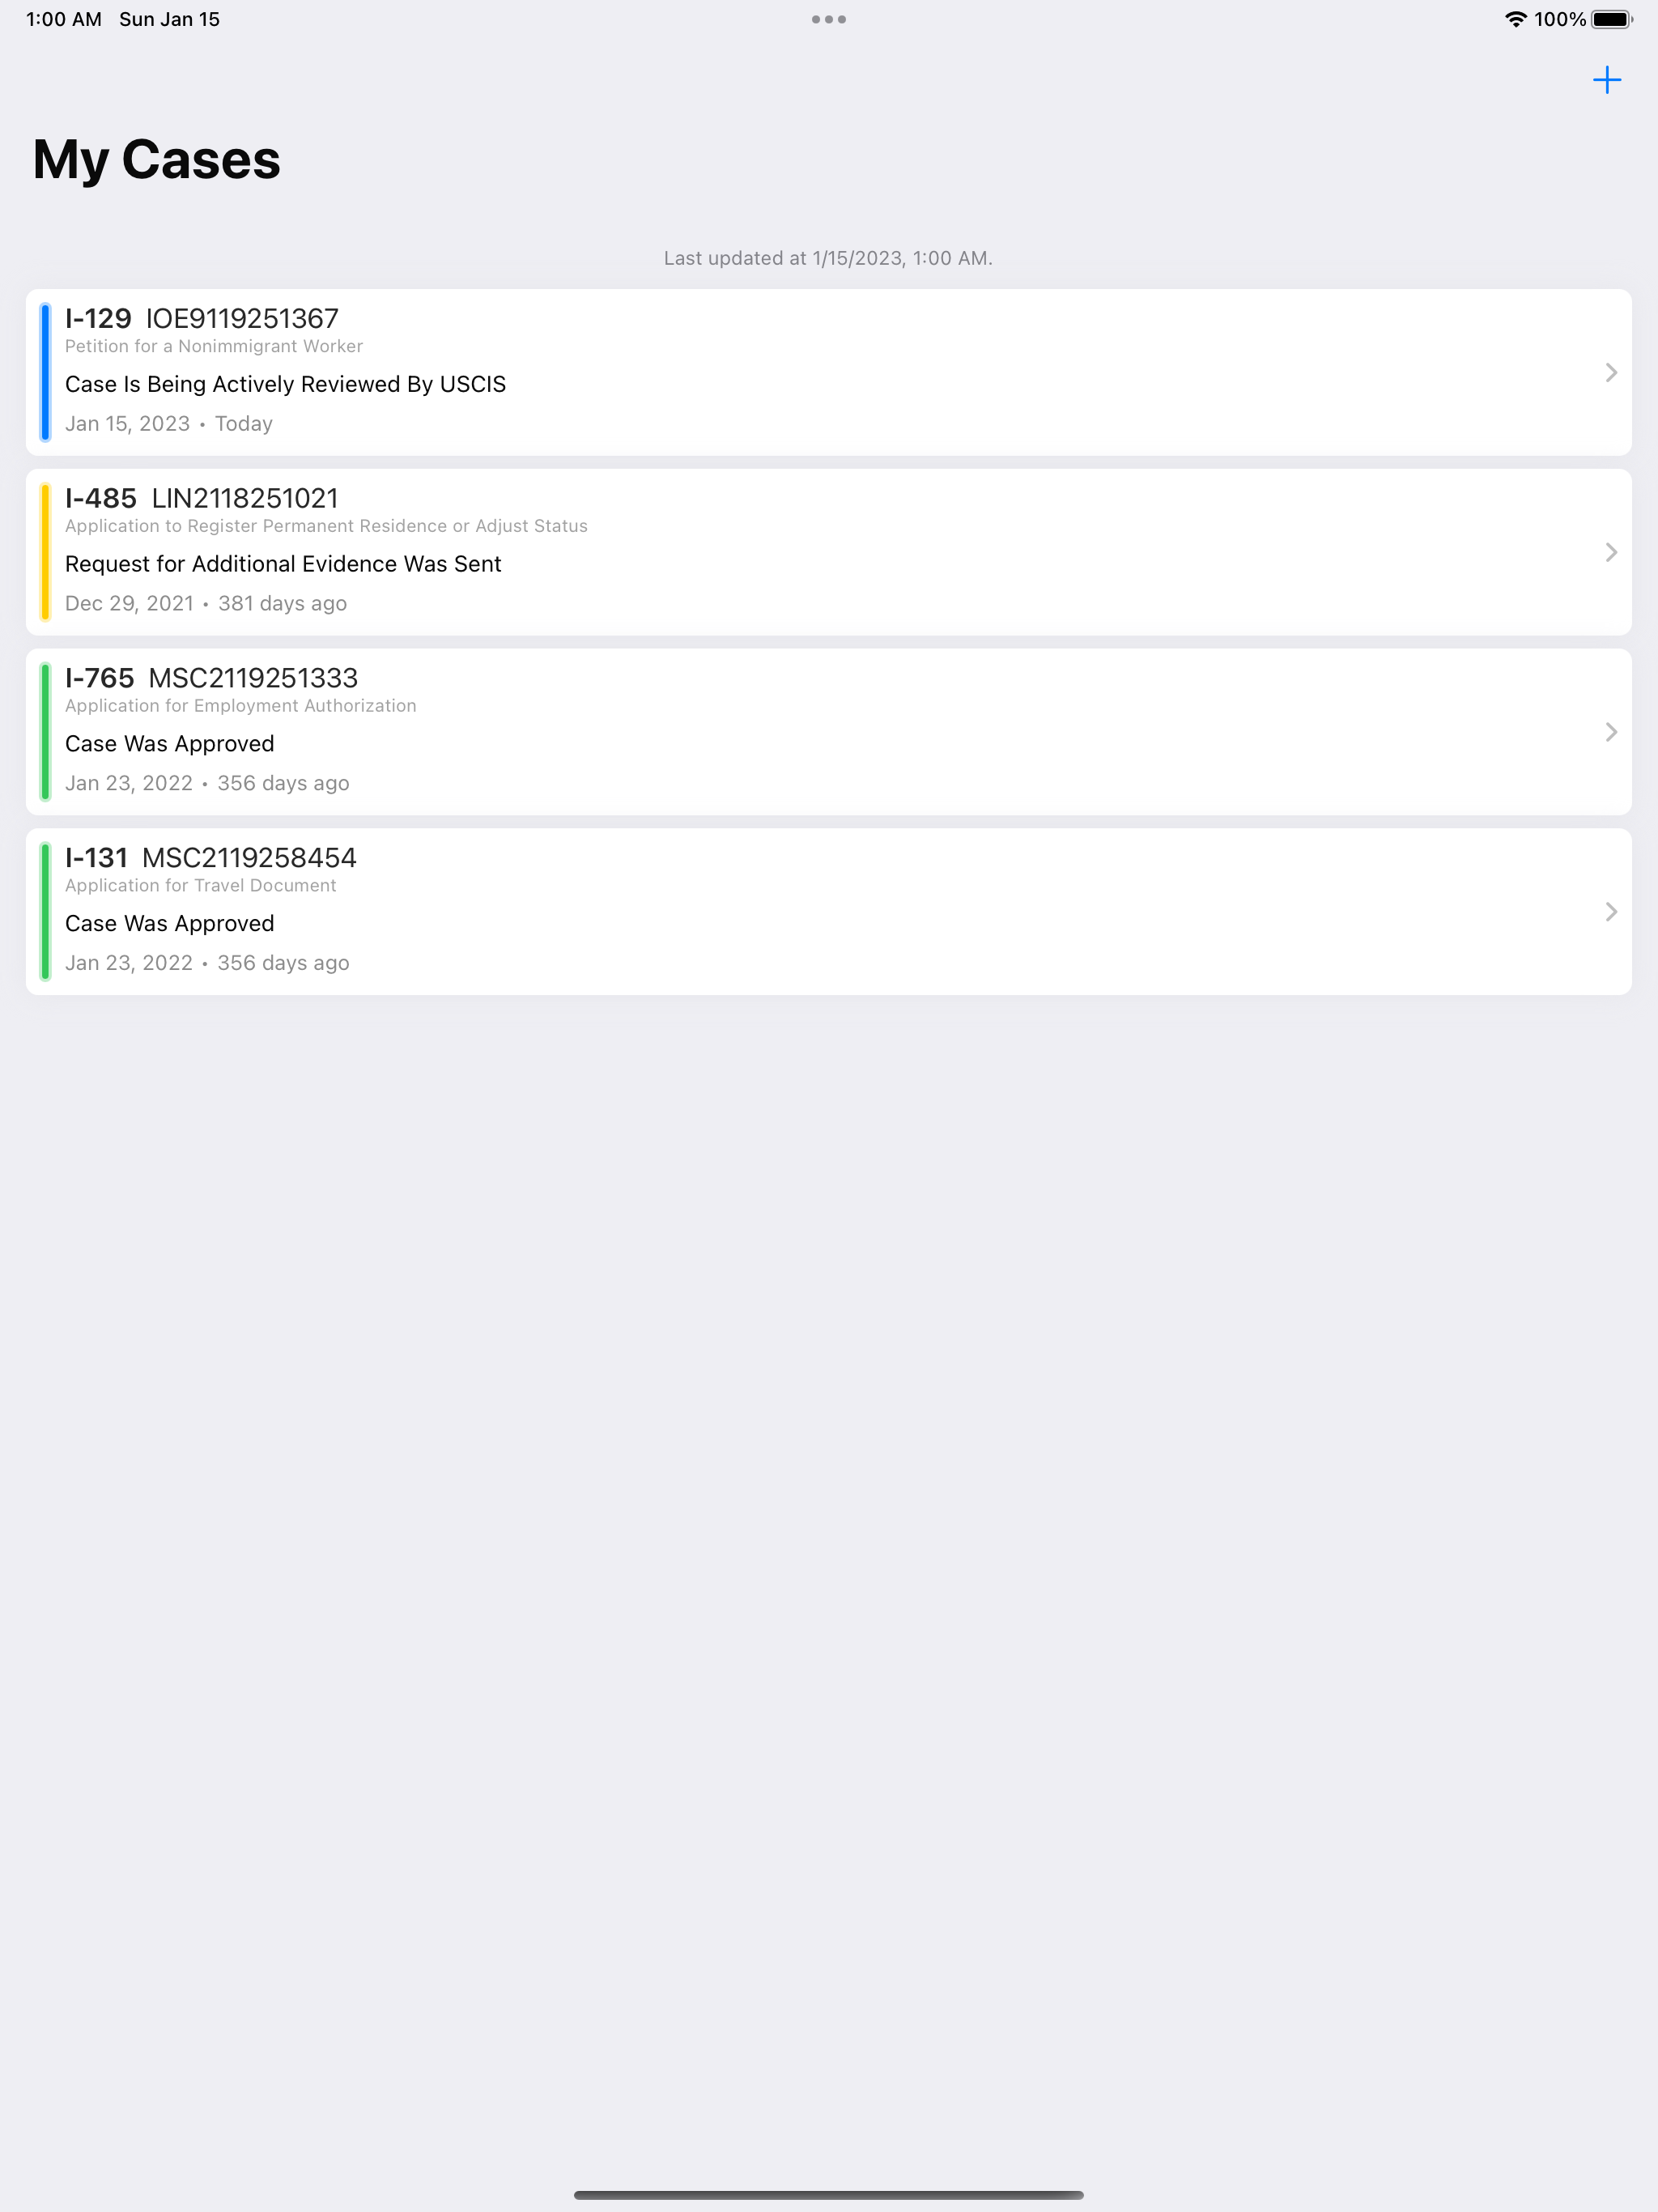 1:00 AM Sun Jan 15
100%
My Cases
Last updated at 1/15/2023, 1:00 AM.
I-129 IOE9119251367
Petition for a Nonimmigrant Worker
Case Is Being Actively Reviewed By USCIS
Jan 15, 2023 • Today
I-485 LIN2118251021
Application to Register Permanent Residence or Adjust Status
Request for Additional Evidence Was Sent
Dec 29, 2021 • 381 days ago
I-765 MSC2119251333
Application for Employment Authorization
Case Was Approved
Jan 23, 2022 • 356 days ago
I-131 MSC2119258454
Application for Travel Document
Case Was Approved
Jan 23, 2022 • 356 days ago